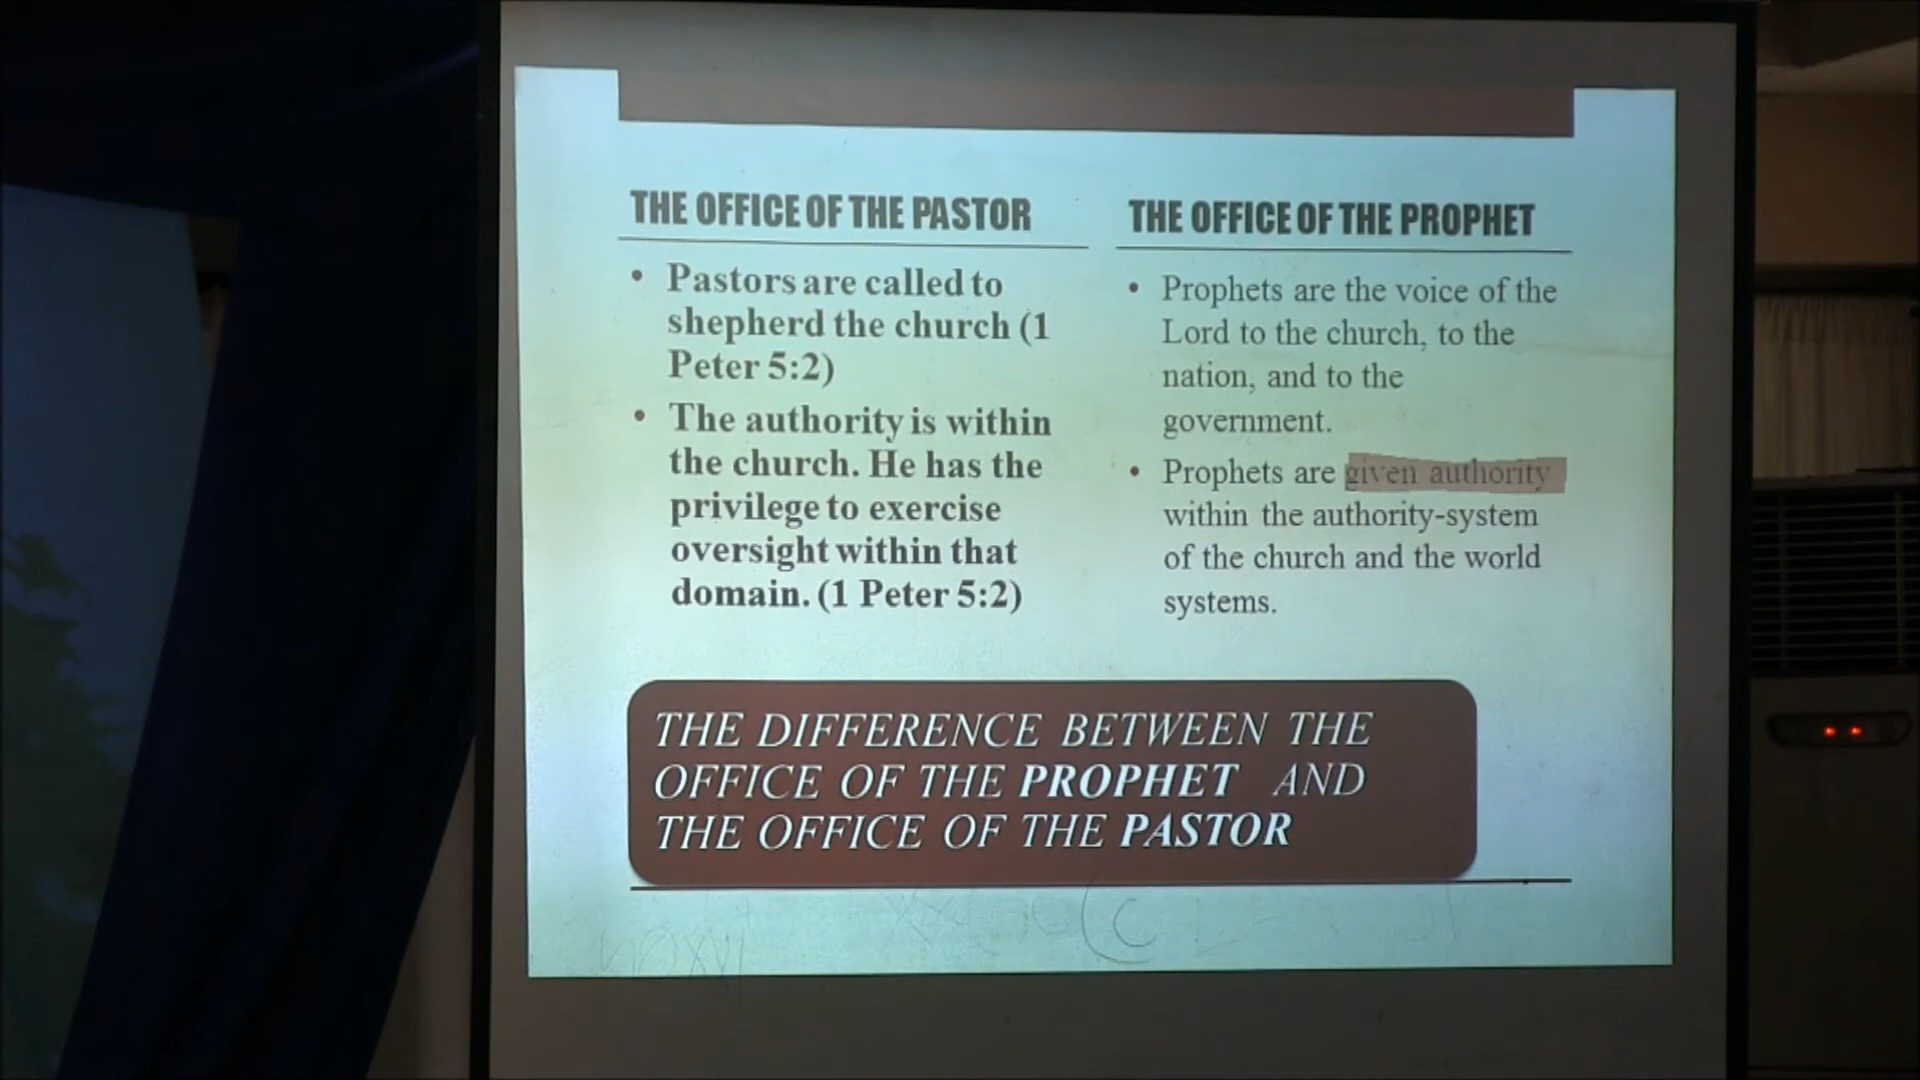 THE OFFICE OF THE PASTOR
• Pastors are called to
shepherd the church (1
Peter 5:2)
• The authority is within
the church. He has the
privilege to exercise
oversight within that
domain. (1 Peter 5:2)
THE OFFICE OF THE PROPHET
• Prophets are the voice of the
Lord to the church, to the
nation, and to the
government.
• Prophets are given authority
within the authority-system
of the church and the world
systems.
THE DIFFERENCE BETWEEN THE
OFFICE OF THE PROPHET AND
THE OFFICE OF THE PASTOR